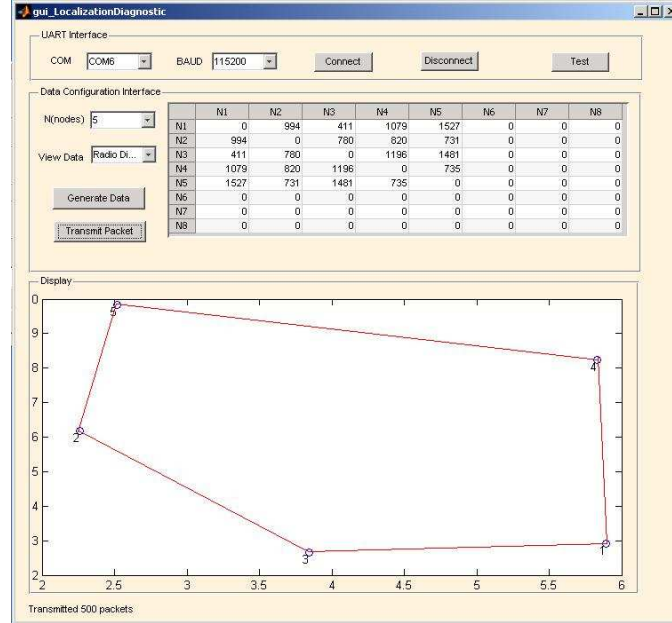 gui_LocalizationDiagnostic
UART Interface
COM COM6 BAUD 115200 Connect Disconnect Test
Data Configuration Interface
N(nodes) 5
View Data Radio Di...
Generate Data
Transmit Packet
N1 N2 N3 N4 N5 N6 N7 N8
N1 0 994 411 1079 1527 0 0 0
N2 994 0 780 820 731 0 0 0
N3 411 780 0 1196 1481 0 0 0
N4 1079 820 1196 0 735 0 0 0
N5 1527 731 1481 735 0 0 0 0
N6 0 0 0 0 0 0 0 0
N7 0 0 0 0 0 0 0 0
N8 0 0 0 0 0 0 0 0
Display
0
5
9
8
4
7
6
2
5
4
3
1
3
2
2 2.5 3 3.5 4 4.5 5 5.5 6
Transmitted 500 packets